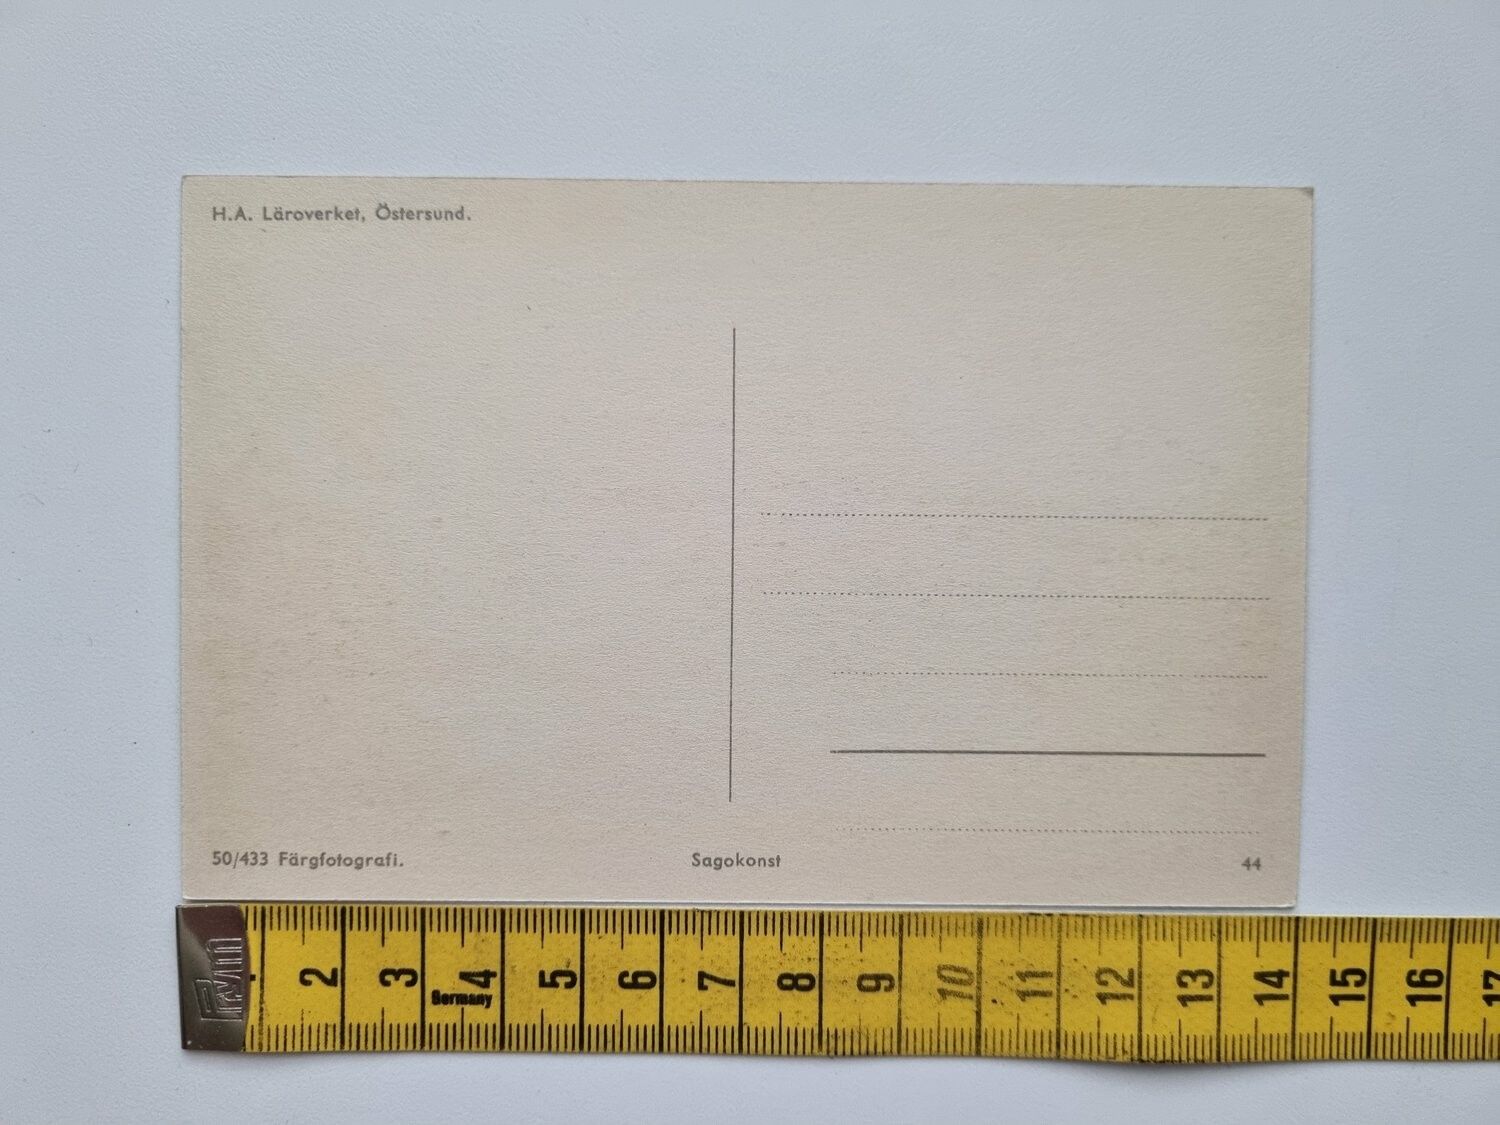 H.A. Läroverket, Östersund.
50/433 Färgfotografi. Sagokonst 44
Prym 2 3 4 5 6 7 8 9 10 11 12 13 14 15 16 17
Germany